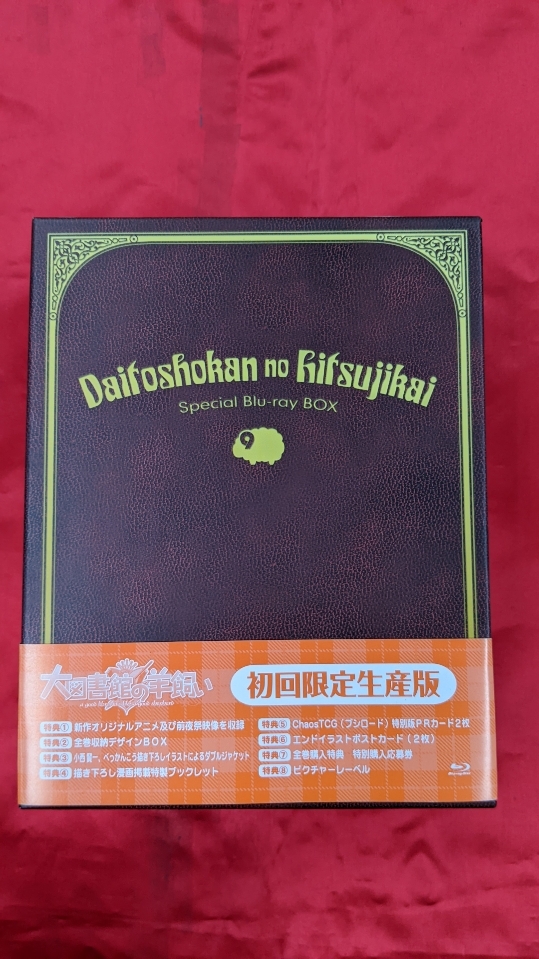 Daitoshokan no hitsujikai
Special Blu-ray BOX
9
大図書館の羊飼い
初回限定生産版
特典① 新作オリジナルアニメ及び前夜祭映像を収録
特典② 全巻収納デザインBOX
特典③ 小西賢一、べっかんこう描き下ろしイラストによるダブルジャケット
特典④ 描き下ろし漫画掲載特製ブックレット
特典⑤ ChaosTCG(ブシロード)特別版PRカード2枚
特典⑥ エンドイラストポストカード(2枚)
特典⑦ 全巻購入特典 特別購入応募券
特典⑧ ピクチャーレーベル